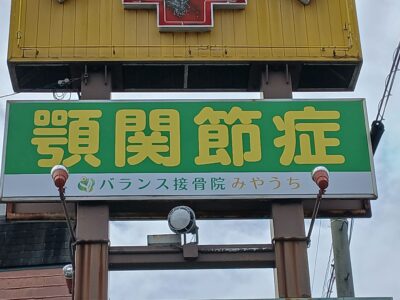 顎関節症
バランス接骨院 みやうち